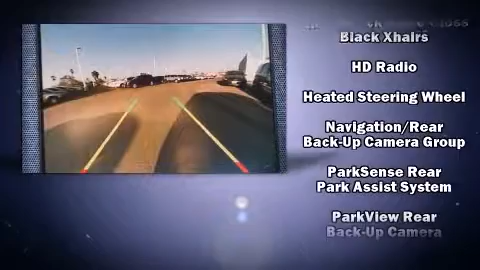 Black Xhairs
HD Radio
Heated Steering Wheel
Navigation/Rear
Back-Up Camera Group
ParkSense Rear
Park Assist System
ParkView Rear
Back-Up Camera